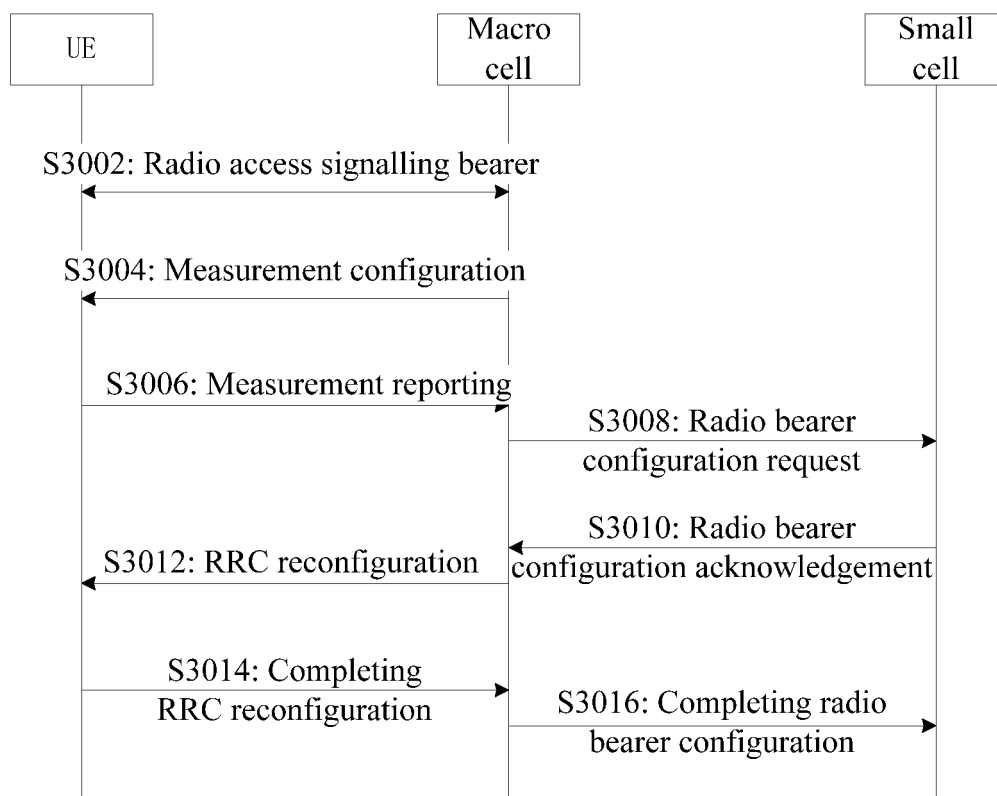 UE
Macro
cell
Small
cell
S3002: Radio access signalling bearer
S3004: Measurement configuration
S3006: Measurement reporting
S3008: Radio bearer
configuration request
S3010: Radio bearer
configuration acknowledgement
S3012: RRC reconfiguration
S3014: Completing
RRC reconfiguration
S3016: Completing radio
bearer configuration